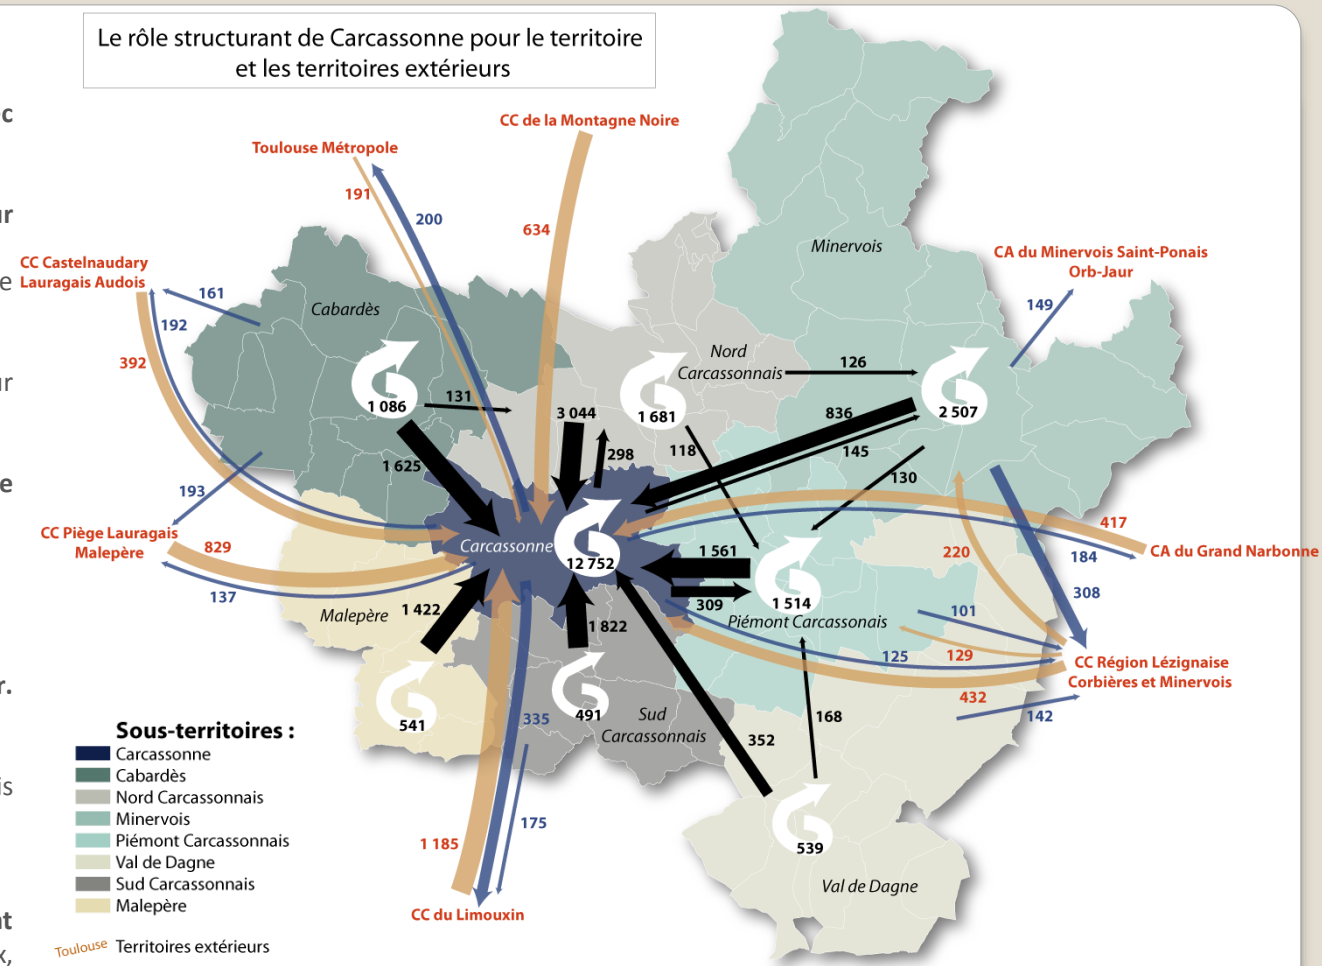 Le rôle structurant de Carcassonne pour le territoire
et les territoires extérieurs
CC de la Montagne Noire
Toulouse Métropole
191
200
634
CC Castelnaudary
Lauragais Audois
161
192
392
Cabardès
Minervois
CA du Minervois Saint-Ponais
Orb-Jaur
149
Nord
Carcassonnais
126
1 086
131
1 681
2 507
3 044
298
118
836
145
130
1 625
193
CC Piège Lauragais
Malepère
829
137
Carcassonne
12 752
1 561
309
1 514
Piémont Carcassonais
417
CA du Grand Narbonne
184
220
308
101
129
125
432
142
CC Région Lézignaise
Corbières et Minervois
Malepère
1 422
1 822
541
491
335
Sud
Carcassonnais
352
168
175
1 185
539
Val de Dagne
CC du Limouxin
Sous-territoires :
Carcassonne
Cabardès
Nord Carcassonnais
Minervois
Piémont Carcassonnais
Val de Dagne
Sud Carcassonnais
Malepère
Toulouse Territoires extérieurs